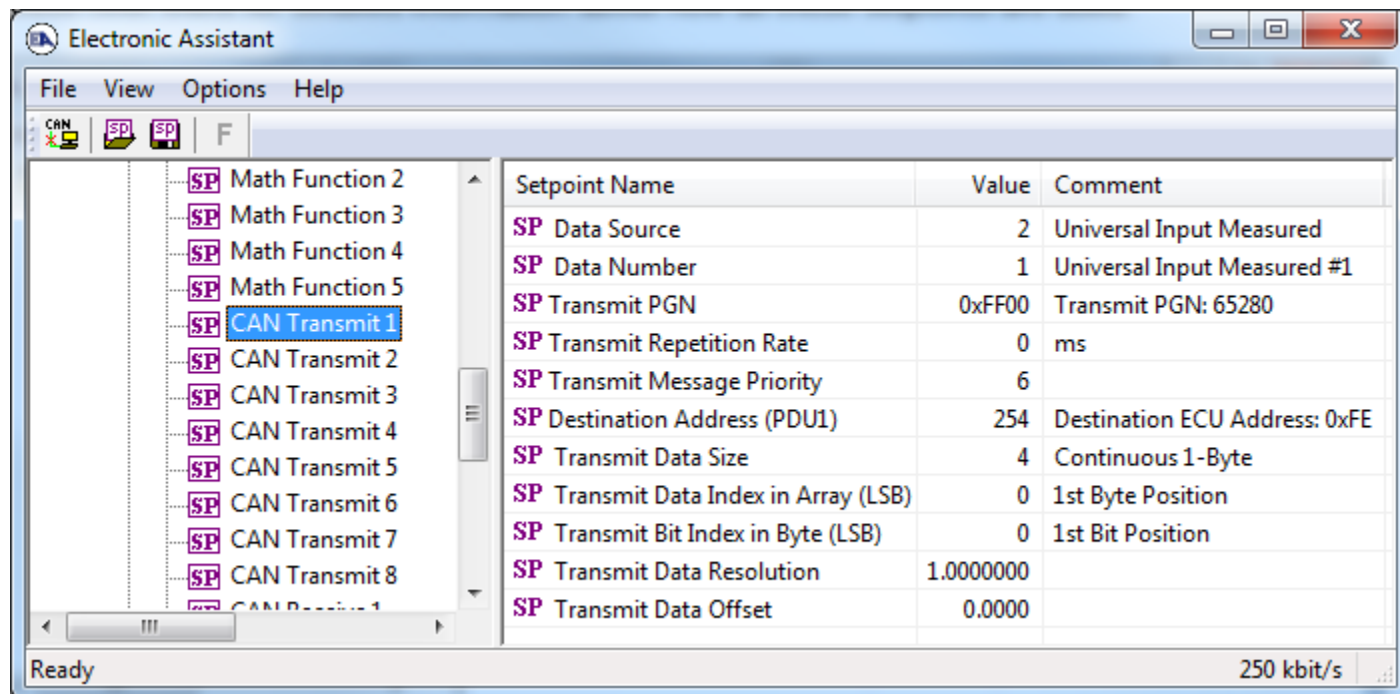 Electronic Assistant
File View Options Help
CAN SP SP F
SP Math Function 2
SP Math Function 3
SP Math Function 4
SP Math Function 5
SP CAN Transmit 1
SP CAN Transmit 2
SP CAN Transmit 3
SP CAN Transmit 4
SP CAN Transmit 5
SP CAN Transmit 6
SP CAN Transmit 7
SP CAN Transmit 8
SP CAN Receive 1
Setpoint Name Value Comment
SP Data Source 2 Universal Input Measured
SP Data Number 1 Universal Input Measured #1
SP Transmit PGN 0xFF00 Transmit PGN: 65280
SP Transmit Repetition Rate 0 ms
SP Transmit Message Priority 6
SP Destination Address (PDU1) 254 Destination ECU Address: 0xFE
SP Transmit Data Size 4 Continuous 1-Byte
SP Transmit Data Index in Array (LSB) 0 1st Byte Position
SP Transmit Bit Index in Byte (LSB) 0 1st Bit Position
SP Transmit Data Resolution 1.0000000
SP Transmit Data Offset 0.0000
Ready 250 kbit/s